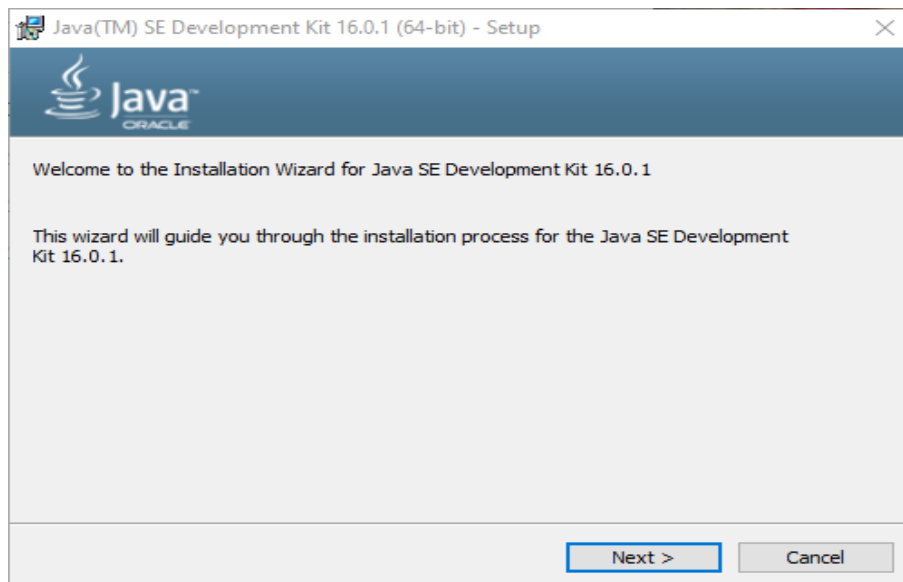 Java(TM) SE Development Kit 16.0.1 (64-bit) - Setup
Java™
ORACLE
Welcome to the Installation Wizard for Java SE Development Kit 16.0.1
This wizard will guide you through the installation process for the Java SE Development
Kit 16.0.1.
Next >
Cancel